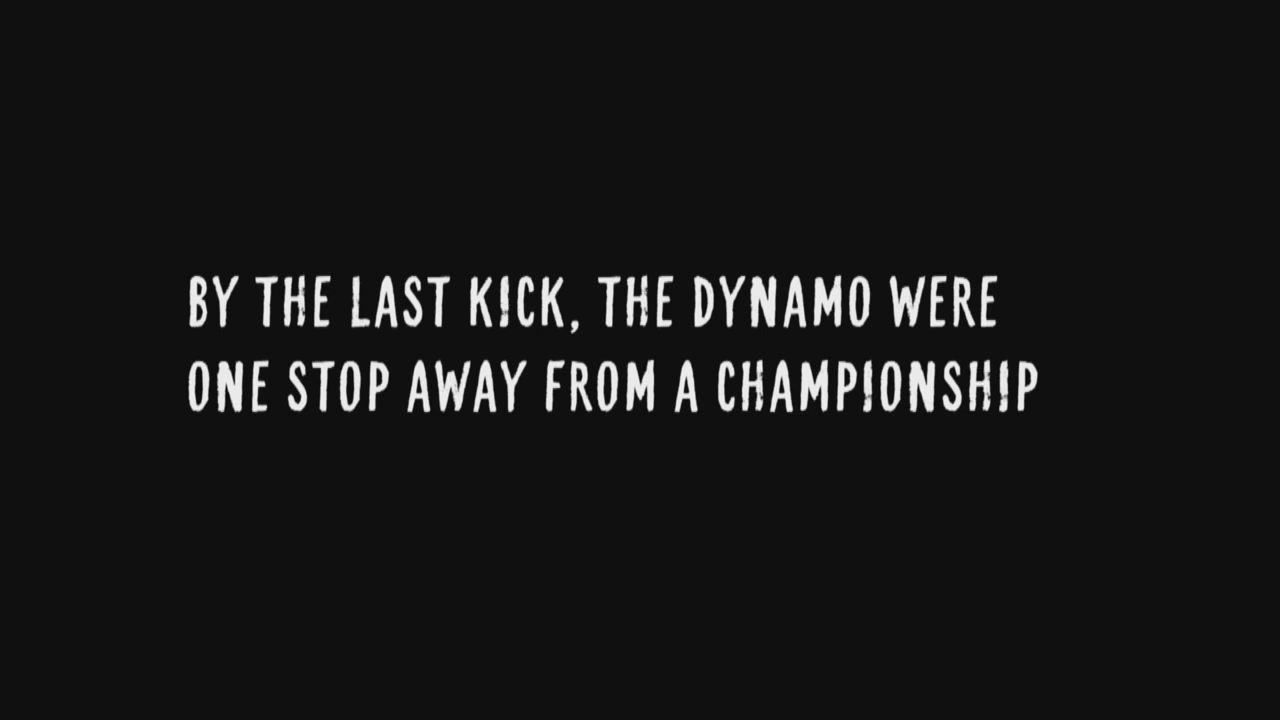 BY THE LAST KICK, THE DYNAMO WERE
ONE STOP AWAY FROM A CHAMPIONSHIP